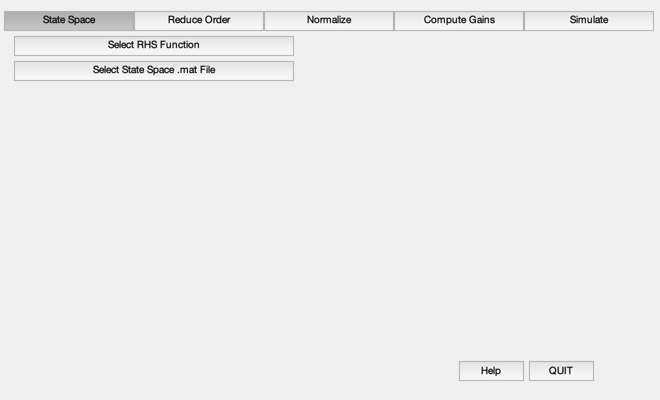 State Space Reduce Order Normalize Compute Gains Simulate
Select RHS Function
Select State Space .mat File
Help QUIT